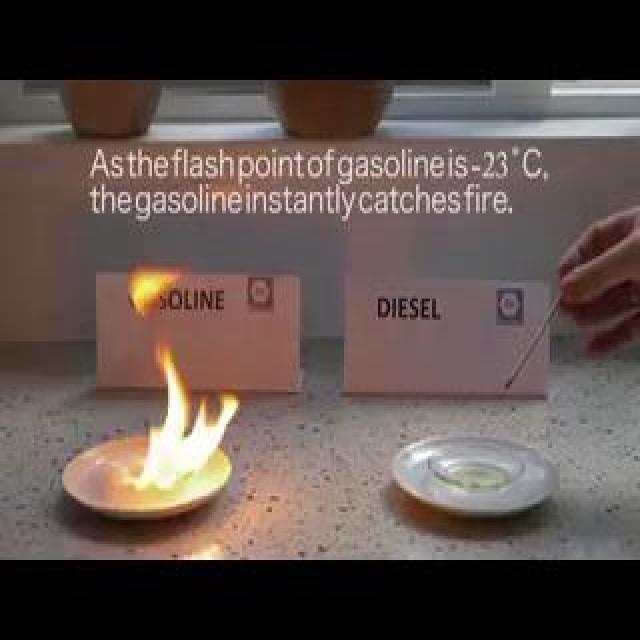 As the flash point of gasoline is -23°C,
the gasoline instantly catches fire.
SOLINE
DIESEL